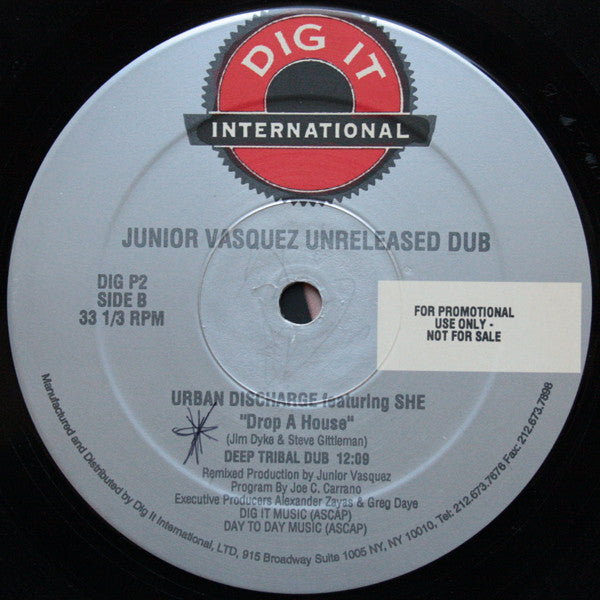 DIG IT
INTERNATIONAL
JUNIOR VASQUEZ UNRELEASED DUB
DIG P2
SIDE B
33 1/3 RPM
FOR PROMOTIONAL
USE ONLY -
NOT FOR SALE
URBAN DISCHARGE featuring SHE
"Drop A House"
(Jim Dyke & Steve Gittleman)
DEEP TRIBAL DUB 12:09
Remixed Production by Junior Vasquez
Program By Joe C. Carrano
Executive Producers Alexander Zayas & Greg Daye
DIG IT MUSIC (ASCAP)
DAY TO DAY MUSIC (ASCAP)
Manufactured and Distributed by Dig It International, LTD, 915 Broadway Suite 1005 NY, NY 10010, Tel: 212.673.7676 Fax: 212.673.7898